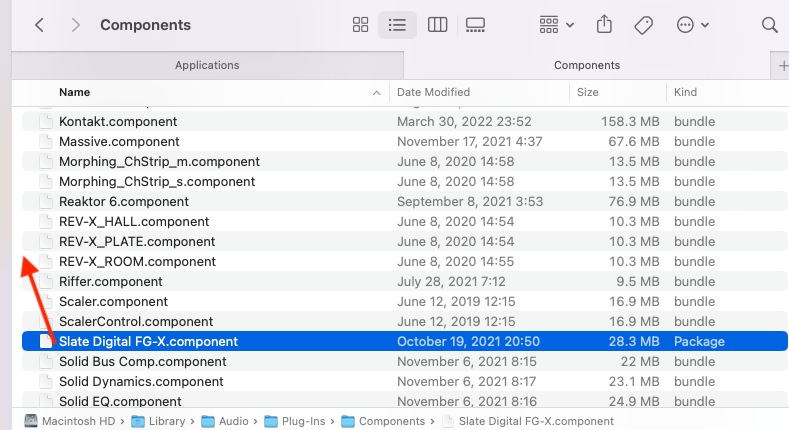 Components
Applications Components
Name Date Modified Size Kind
Kontakt.component March 30, 2022 23:52 158.3 MB bundle
Massive.component November 17, 2021 4:37 67.6 MB bundle
Morphing_ChStrip_m.component June 8, 2020 14:58 13.5 MB bundle
Morphing_ChStrip_s.component June 8, 2020 14:58 13.5 MB bundle
Reaktor 6.component September 8, 2021 3:53 76.9 MB bundle
REV-X_HALL.component June 8, 2020 14:54 10.3 MB bundle
REV-X_PLATE.component June 8, 2020 14:54 10.3 MB bundle
REV-X_ROOM.component June 8, 2020 14:55 10.3 MB bundle
Riffer.component July 28, 2021 7:12 9.5 MB bundle
Scaler.component June 12, 2019 12:15 16.9 MB bundle
ScalerControl.component June 12, 2019 12:15 16.9 MB bundle
Slate Digital FG-X.component October 19, 2021 20:50 28.3 MB Package
Solid Bus Comp.component November 6, 2021 8:15 22 MB bundle
Solid Dynamics.component November 6, 2021 8:17 23.1 MB bundle
Solid EQ.component November 6, 2021 8:16 24.9 MB bundle
Macintosh HD > Library > Audio > Plug-Ins > Components > Slate Digital FG-X.component